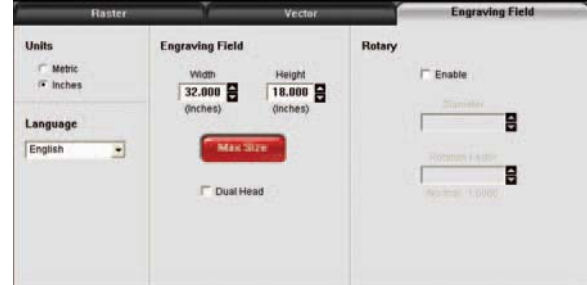 Raster
Vector
Engraving Field
Units
Metric
Inches
Language
English
Engraving Field
Width
Height
32.000
18.000
(Inches)
(Inches)
Max Size
Dual Head
Rotary
Enable
Diameter
Rotation Factor
Normal: 1.0000